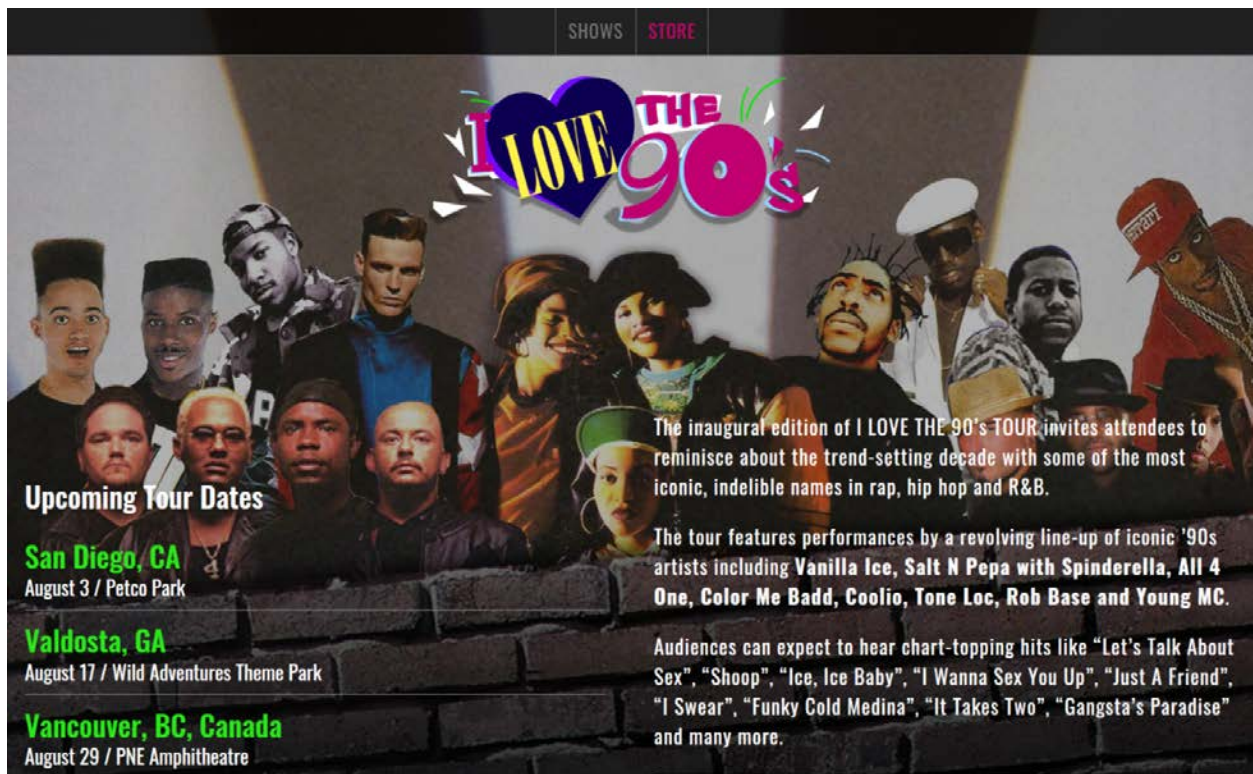 SHOWS STORE
I LOVE THE 90's
Ferrari
Upcoming Tour Dates
San Diego, CA
August 3 / Petco Park
Valdosta, GA
August 17 / Wild Adventures Theme Park
Vancouver, BC, Canada
August 29 / PNE Amphitheatre
The inaugural edition of I LOVE THE 90's TOUR invites attendees to
reminisce about the trend-setting decade with some of the most
iconic, indelible names in rap, hip hop and R&B.
The tour features performances by a revolving line-up of iconic '90s
artists including Vanilla Ice, Salt N Pepa with Spinderella, All 4
One, Color Me Badd, Coolio, Tone Loc, Rob Base and Young MC.
Audiences can expect to hear chart-topping hits like “Let's Talk About
Sex”, “Shoop”, “Ice, Ice Baby”, “I Wanna Sex You Up”, “Just A Friend”,
“I Swear”, “Funky Cold Medina”, “It Takes Two”, “Gangsta's Paradise”
and many more.